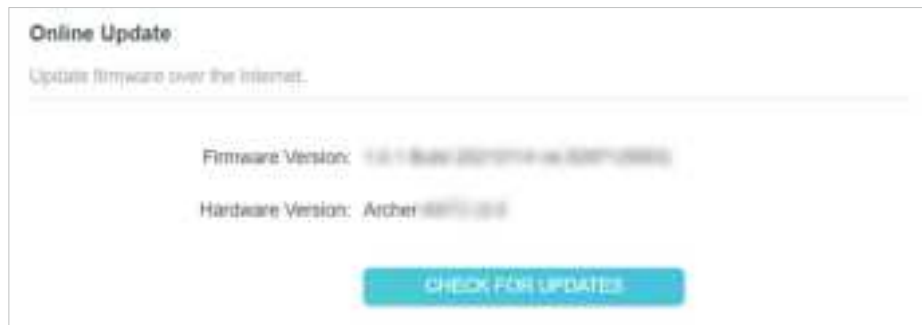 Online Update
Update firmware over the Internet.
Firmware Version:
Hardware Version: Archer
CHECK FOR UPDATES